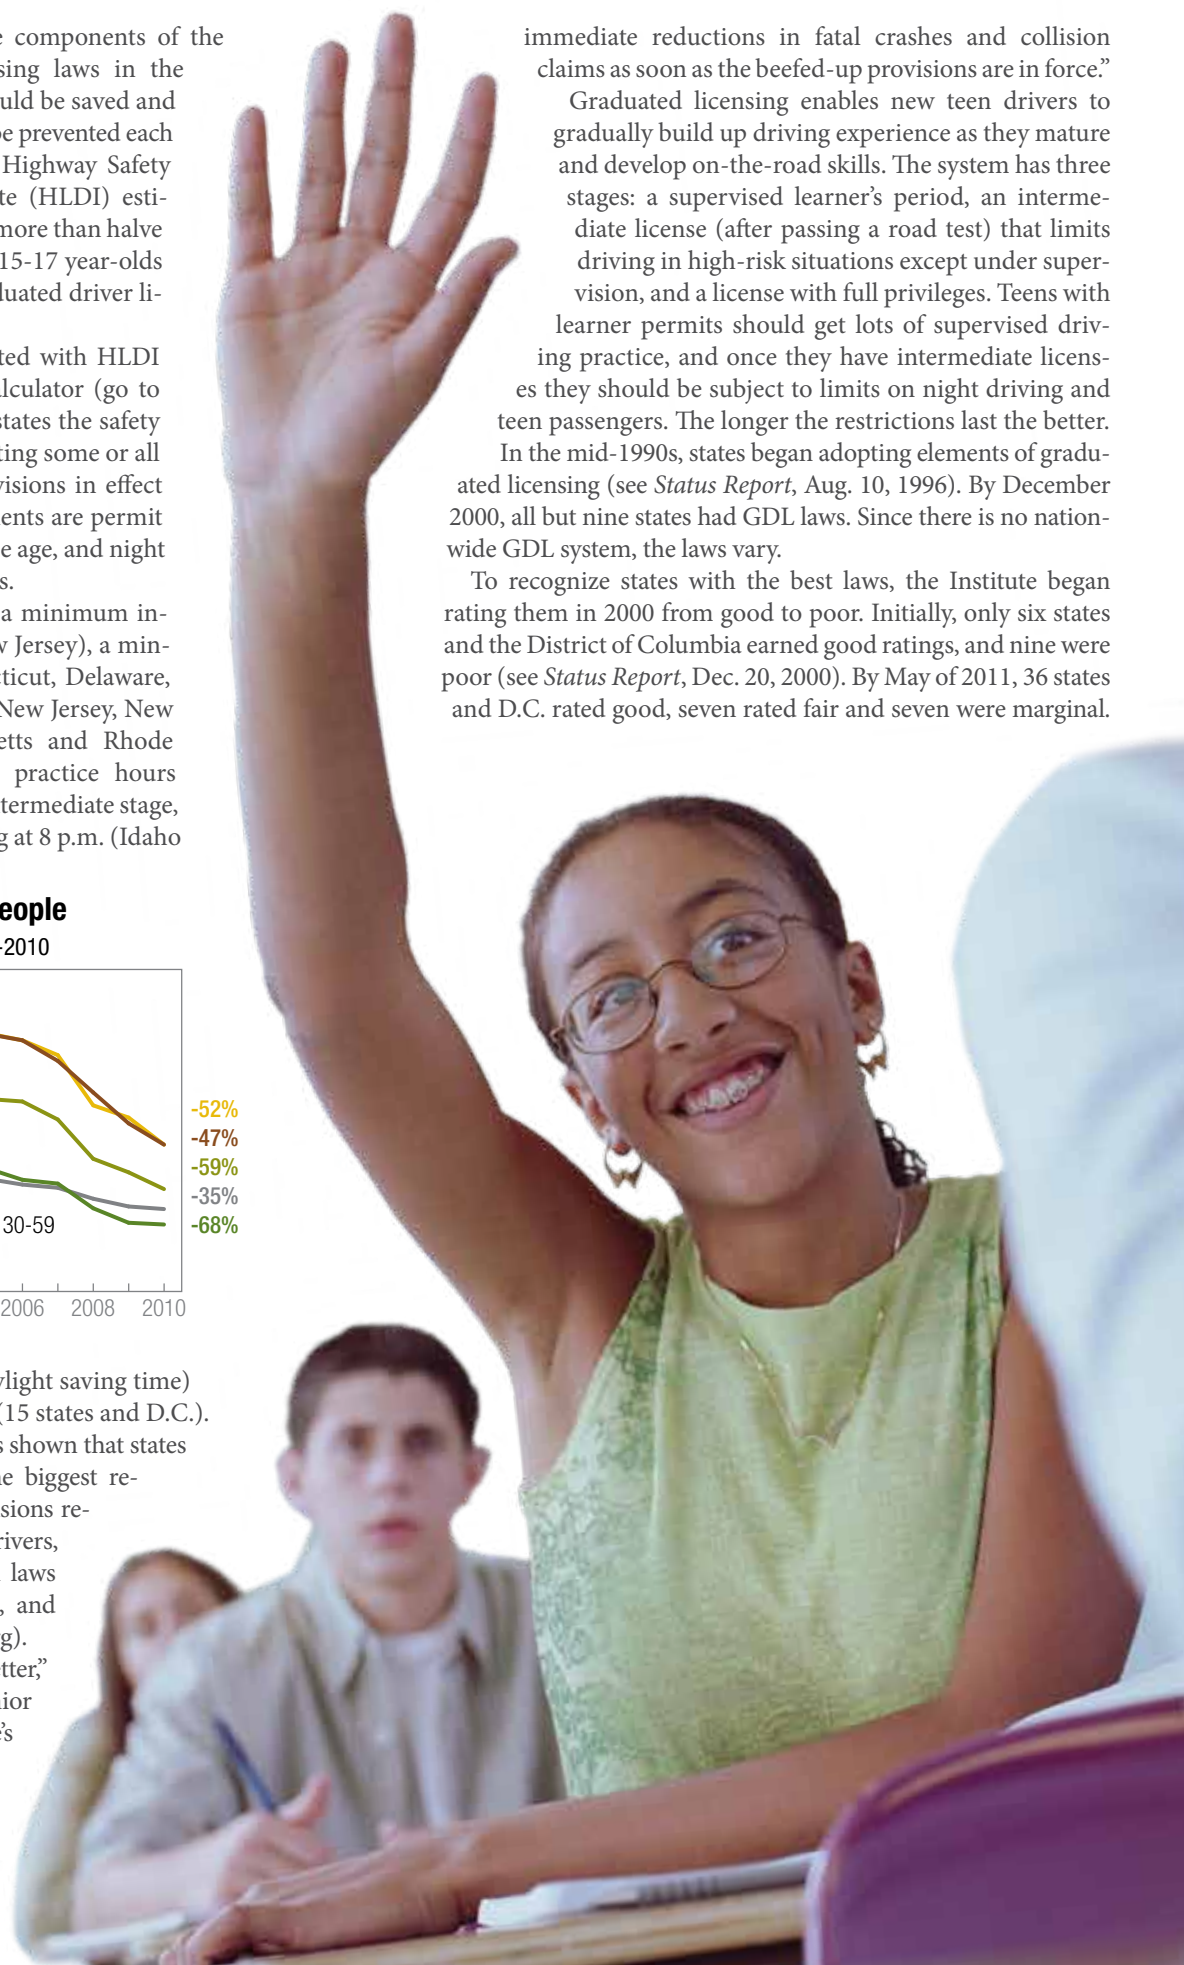 components of the
sing laws in the
ould be saved and
be prevented each
Highway Safety
te (HLDI) esti-
more than halve
15-17 year-olds
duated driver li-
ted with HLDI
alculator (go to
states the safety
ting some or all
visions in effect
ents are permit
e age, and night
s.
a minimum in-
w Jersey), a min-
cticut, Delaware,
New Jersey, New
etts and Rhode
practice hours
ntermediate stage,
g at 8 p.m. (Idaho
eople
-2010
-52%
-47%
-59%
-35%
-68%
30-59
2006 2008 2010
ylight saving time)
(15 states and D.C.).
s shown that states
he biggest re-
sions re-
rivers,
laws
, and
g).
tter,”
nior
e’s
immediate reductions in fatal crashes and collision
claims as soon as the beefed-up provisions are in force.”
Graduated licensing enables new teen drivers to
gradually build up driving experience as they mature
and develop on-the-road skills. The system has three
stages: a supervised learner’s period, an interme-
diate license (after passing a road test) that limits
driving in high-risk situations except under super-
vision, and a license with full privileges. Teens with
learner permits should get lots of supervised driv-
ing practice, and once they have intermediate licens-
es they should be subject to limits on night driving and
teen passengers. The longer the restrictions last the better.
In the mid-1990s, states began adopting elements of gradu-
ated licensing (see Status Report, Aug. 10, 1996). By December
2000, all but nine states had GDL laws. Since there is no nation-
wide GDL system, the laws vary.
To recognize states with the best laws, the Institute began
rating them in 2000 from good to poor. Initially, only six states
and the District of Columbia earned good ratings, and nine were
poor (see Status Report, Dec. 20, 2000). By May of 2011, 36 states
and D.C. rated good, seven rated fair and seven were marginal.